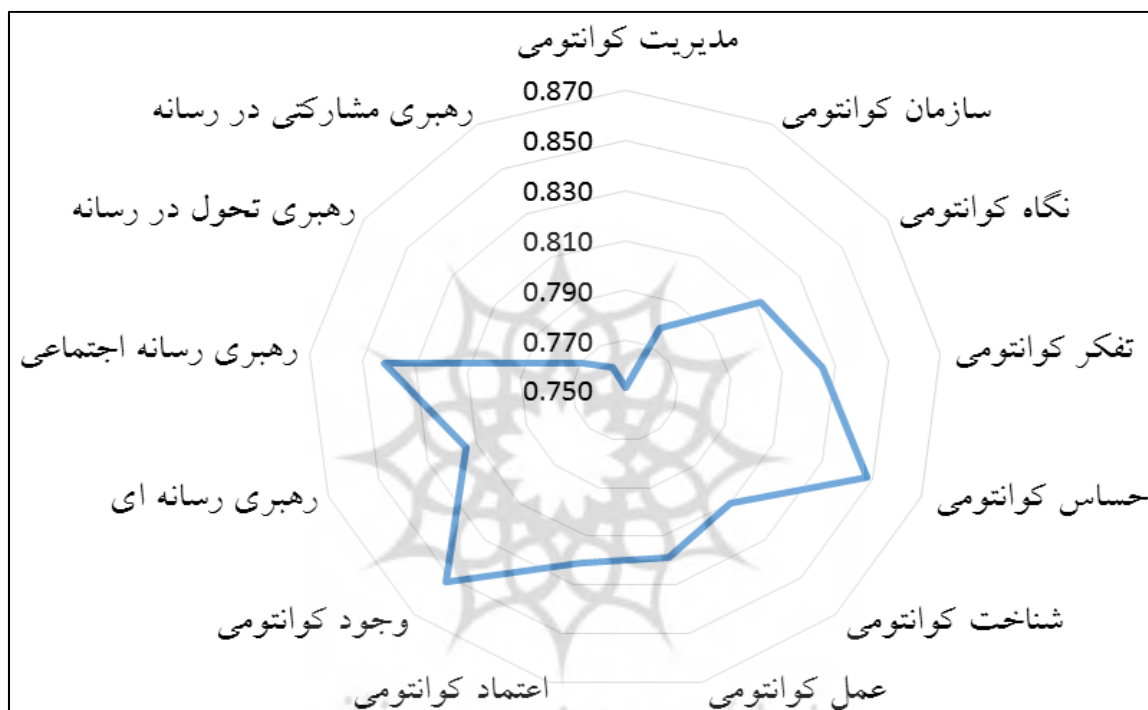 مدیریت کوانتومی
سازمان کوانتومی
نگاه کوانتومی
تفکر کوانتومی
حساس کوانتومی
شناخت کوانتومی
عمل کوانتومی
اعتماد کوانتومی
وجود کوانتومی
رهبری رسانه ای
رهبری رسانه اجتماعی
رهبری تحول در رسانه
رهبری مشارکتی در رسانه
0.870
0.850
0.830
0.810
0.790
0.770
0.750